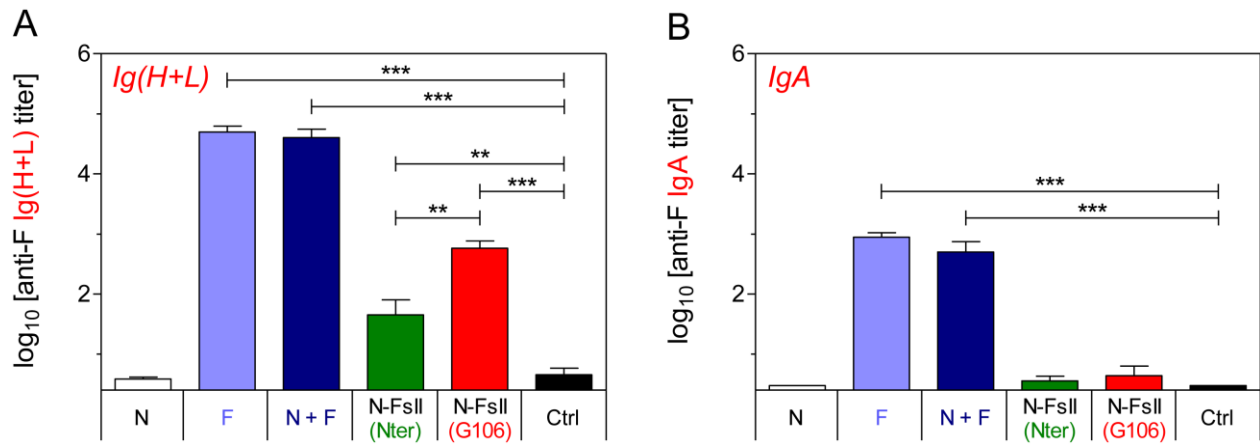 A
log10 [anti-F Ig(H+L) titer]
6
4
2
Ig(H+L)
***
***
**
***
**
N
F
N + F
N-FsII
(Nter)
N-FsII
(G106)
Ctrl
B
log10 [anti-F IgA titer]
6
4
2
IgA
***
***
N
F
N + F
N-FsII
(Nter)
N-FsII
(G106)
Ctrl